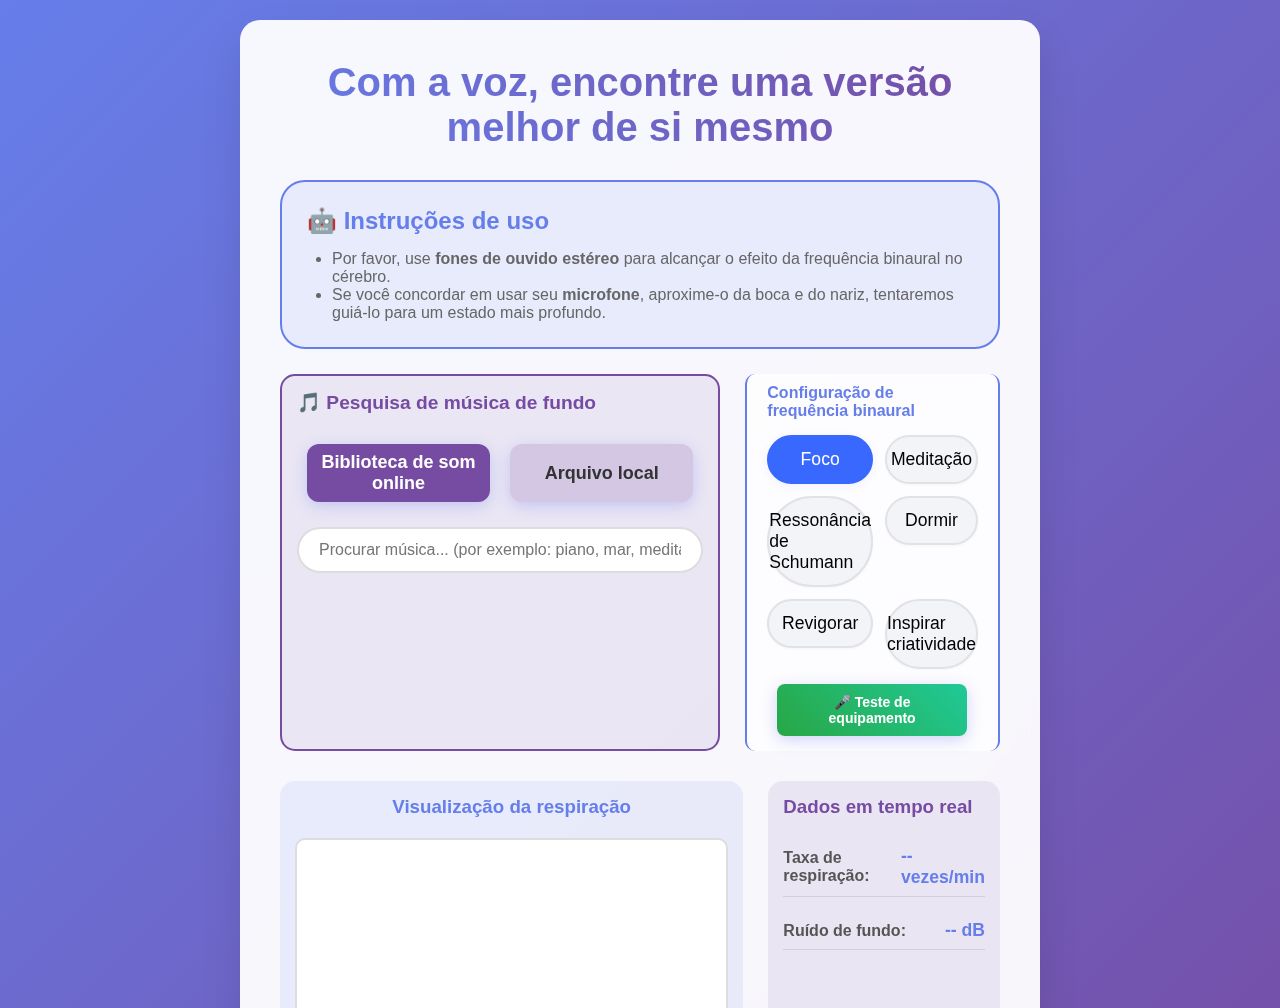 Com a voz, encontre uma versão
melhor de si mesmo
🤖 Instruções de uso
Por favor, use fones de ouvido estéreo para alcançar o efeito da frequência binaural no
cérebro.
Se você concordar em usar seu microfone, aproxime-o da boca e do nariz, tentaremos
guiá-lo para um estado mais profundo.
🎵 Pesquisa de música de fundo
Biblioteca de som
online
Arquivo local
Procurar música... (por exemplo: piano, mar, medita
Configuração de
frequência binaural
Foco
Meditação
Ressonância
de
Schumann
Dormir
Revigorar
Inspirar
criatividade
🎤 Teste de
equipamento
Visualização da respiração
Dados em tempo real
Taxa de
respiração:
--
vezes/min
Ruído de fundo:
-- dB